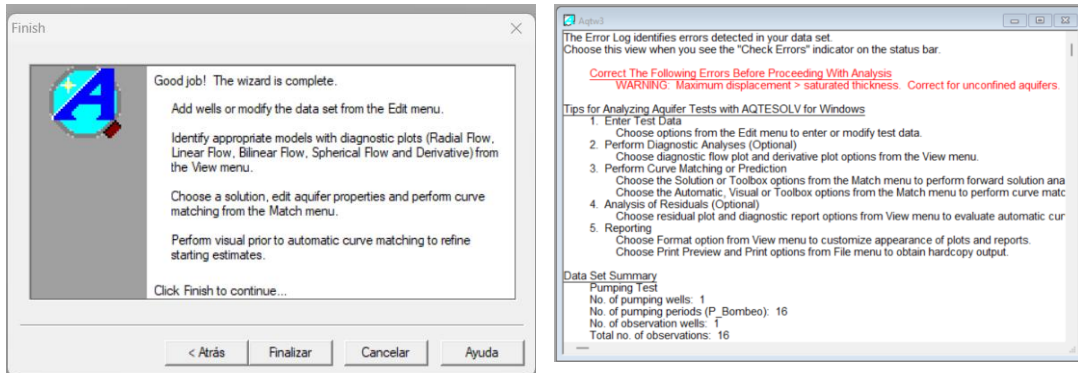 Finish
Good job! The wizard is complete.
Add wells or modify the data set from the Edit menu.
Identify appropriate models with diagnostic plots (Radial Flow,
Linear Flow, Bilinear Flow, Spherical Flow and Derivative) from
the View menu.
Choose a solution, edit aquifer properties and perform curve
matching from the Match menu.
Perform visual prior to automatic curve matching to refine
starting estimates.
Click Finish to continue...
< Atrás
Finalizar
Cancelar
Ayuda
Aqtw3
The Error Log identifies errors detected in your data set.
Choose this view when you see the "Check Errors" indicator on the status bar.
Correct The Following Errors Before Proceeding With Analysis
WARNING: Maximum displacement > saturated thickness. Correct for unconfined aquifers.
Tips for Analyzing Aquifer Tests with AQTESOLV for Windows
1. Enter Test Data
Choose options from the Edit menu to enter or modify test data.
2. Perform Diagnostic Analyses (Optional)
Choose diagnostic flow plot and derivative plot options from the View menu.
3. Perform Curve Matching or Prediction
Choose the Solution or Toolbox options from the Match menu to perform forward solution ana
Choose the Automatic, Visual or Toolbox options from the Match menu to perform curve matc
4. Analysis of Residuals (Optional)
Choose residual plot and diagnostic report options from View menu to evaluate automatic cur
5. Reporting
Choose Format option from View menu to customize appearance of plots and reports.
Choose Print Preview and Print options from File menu to obtain hardcopy output.
Data Set Summary
Pumping Test
No. of pumping wells: 1
No. of pumping periods (P_Bombeo): 16
No. of observation wells: 1
Total no. of observations: 16